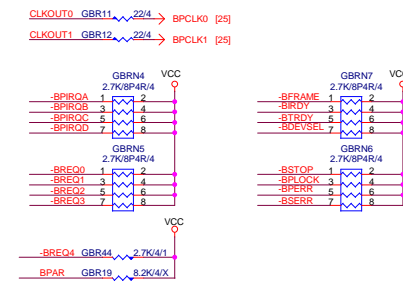 CLKOUT0 GBR11 22/4 BPCLK0 [25]
CLKOUT1 GBR12 22/4 BPCLK1 [25]
GBRN4 VCC
2.7K/8P4R/4
-BPIRQA 1 2
-BPIRQB 3 4
-BPIRQC 5 6
-BPIRQD 7 8
GBRN5
2.7K/8P4R/4
-BREQ0 1 2
-BREQ1 3 4
-BREQ2 5 6
-BREQ3 7 8
VCC
-BREQ4 GBR44 2.7K/4/1
BPAR GBR19 8.2K/4/X
GBRN7 VC
2.7K/8P4R/4
-BFRAME 1 2
-BIRDY 3 4
-BTRDY 5 6
-BDEVSEL 7 8
GBRN6
2.7K/8P4R/4
-BSTOP 1 2
-BPLOCK 3 4
-BPERR 5 6
-BSERR 7 8